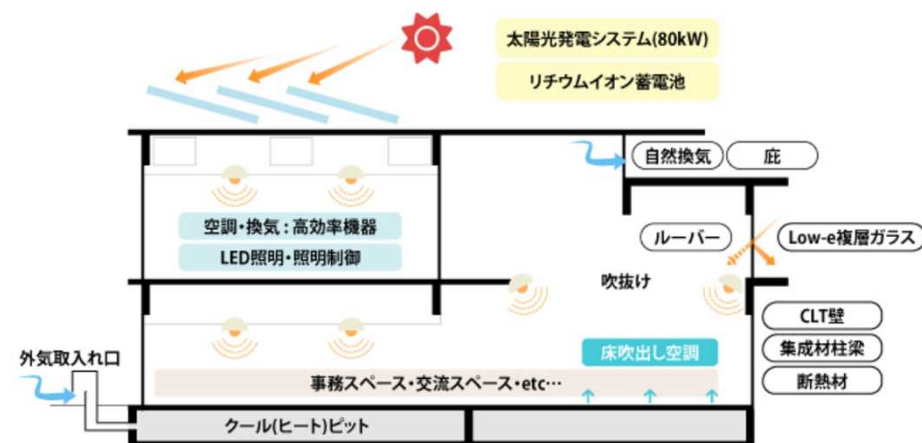 太陽光発電システム(80kW)
リチウムイオン蓄電池
自然換気
庇
空調・換気:高効率機器
LED照明・照明制御
ルーバー
Low-e複層ガラス
吹抜け
CLT壁
集成材柱梁
断熱材
床吹出し空調
外気取入れ口
事務スペース・交流スペース・etc…
クール(ヒート)ピット